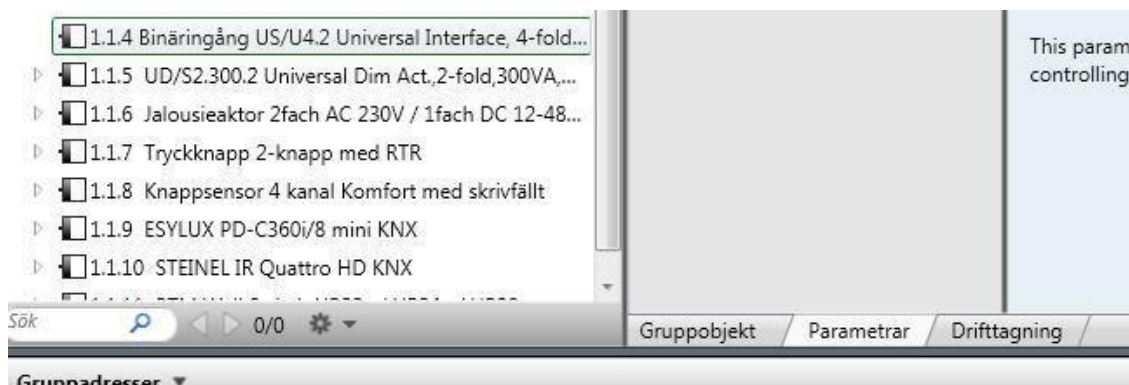 1.1.4 Binäringång US/U4.2 Universal Interface, 4-fold...
1.1.5 UD/S2.300.2 Universal Dim Act.,2-fold,300VA,...
1.1.6 Jalousieaktor 2fach AC 230V / 1fach DC 12-48...
1.1.7 Tryckknapp 2-knapp med RTR
1.1.8 Knappsensor 4 kanal Komfort med skrivfällt
1.1.9 ESYLUX PD-C360i/8 mini KNX
1.1.10 STEINEL IR Quattro HD KNX
Sök 0/0
This param
controlling
Gruppobjekt Parametrar Drifttagning
Gruppadresser